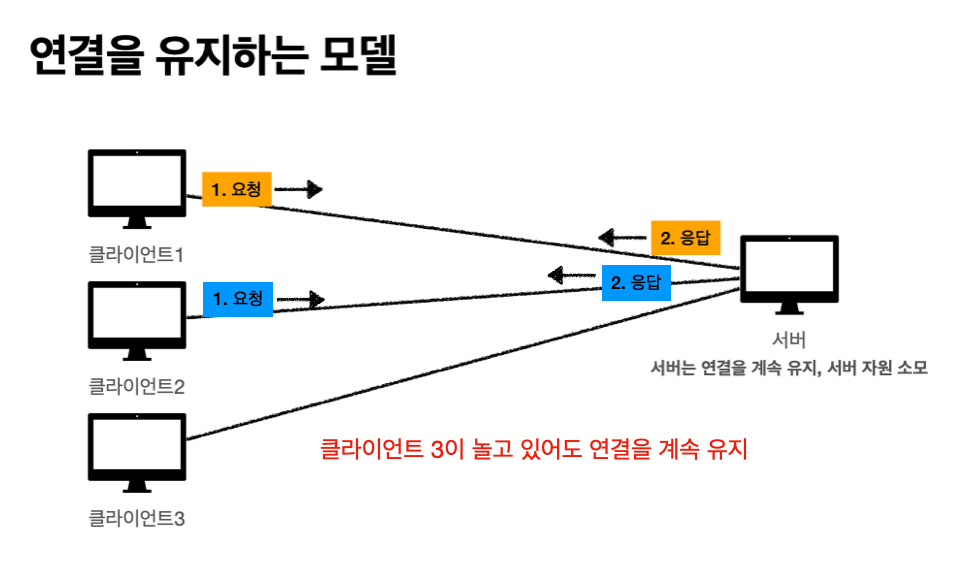 연결을 유지하는 모델
1. 요청
클라이언트1
2. 응답
1. 요청
2. 응답
클라이언트2
서버
서버는 연결을 계속 유지, 서버 자원 소모
클라이언트 3이 놀고 있어도 연결을 계속 유지
클라이언트3